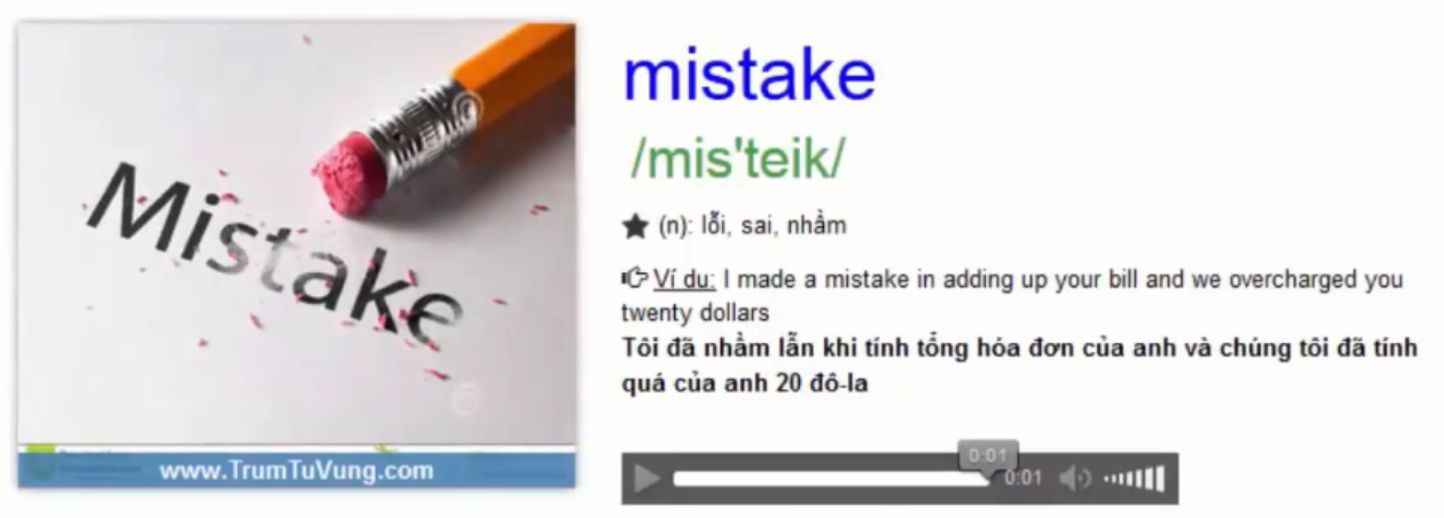 Mistake
www.TrumTuVung.com
mistake
/mis'teik/
★ (n): lỗi, sai, nhầm
Ví du: I made a mistake in adding up your bill and we overcharged you
twenty dollars
Tôi đã nhầm lẫn khi tính tổng hóa đơn của anh và chúng tôi đã tính
quá của anh 20 đô-la
0:01
0:01